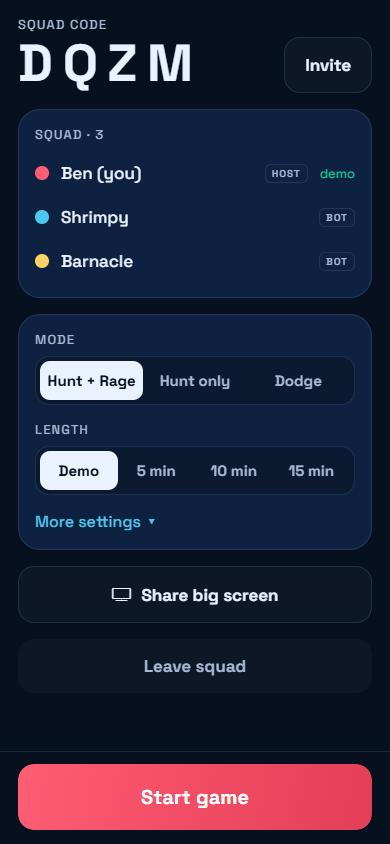 SQUAD CODE
DQZM
Invite
SQUAD · 3
Ben (you) HOST demo
Shrimpy BOT
Barnacle BOT
MODE
Hunt + Rage Hunt only Dodge
LENGTH
Demo 5 min 10 min 15 min
More settings ▾
Share big screen
Leave squad
Start game